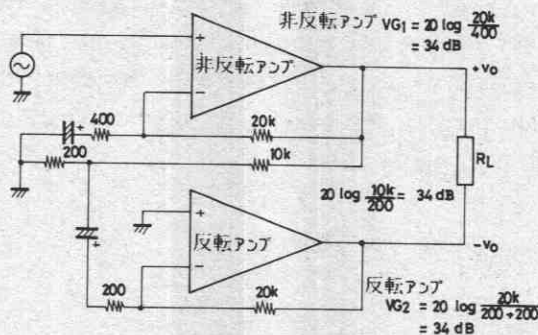 非反転アンプ VG1 = 20 log 20k/400
= 34 dB
+
非反転アンプ
−
+vo
+
400
20k
200
10k
RL
20 log 10k/200 = 34 dB
+
反転アンプ
−
−vo
+
200
20k
反転アンプ
VG2 = 20 log 20k/200+200
= 34 dB